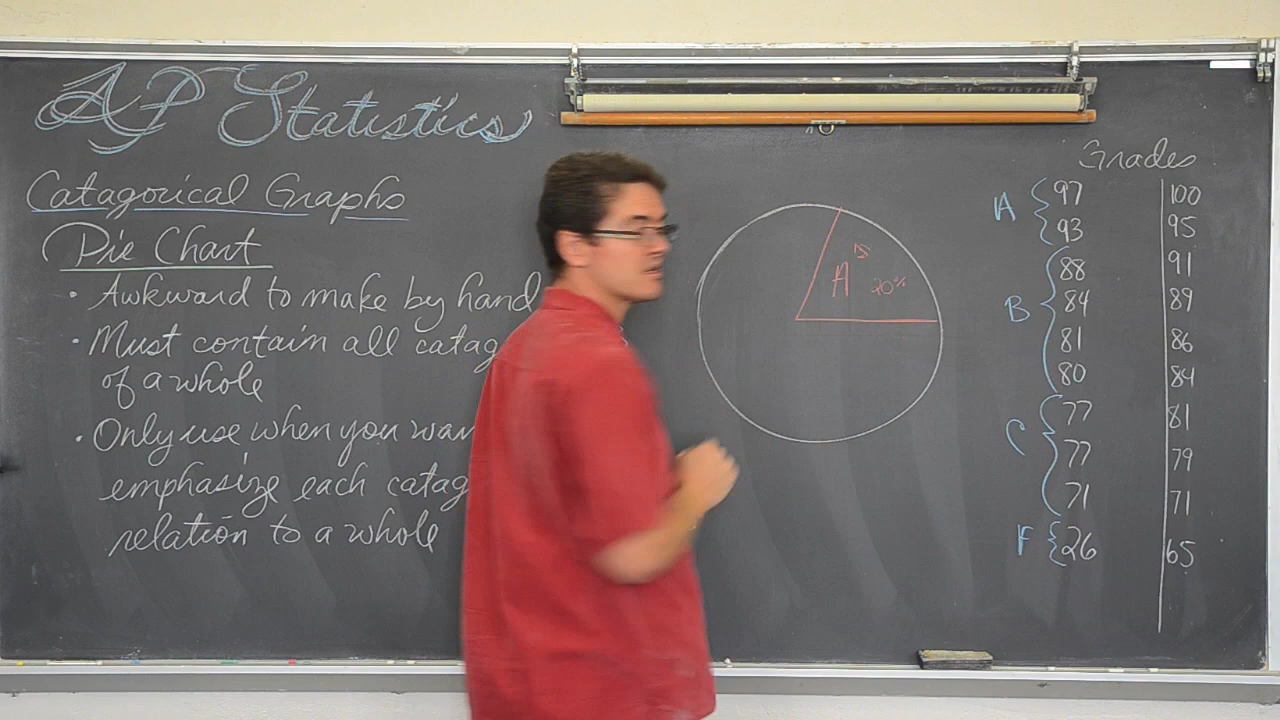 AP Statistics
Catagorical Graphs
Pie Chart
• Awkward to make by hand
• Must contain all catag
of a whole
• Only use when you wan
emphasize each catag
relation to a whole
A's
20%
Grades
A { 97 100
93 95
B { 88 91
84 89
81 86
80 84
C { 77 81
77 79
71 71
F { 26 65